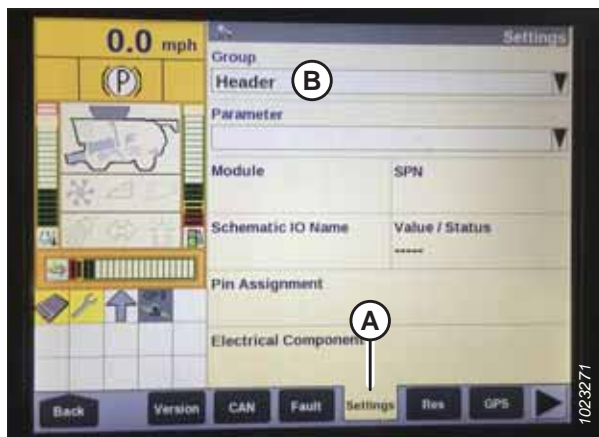 0.0 mph
Settings
Group
Header
B
(P)
Parameter
Module
SPN
Schematic IO Name
Value / Status
-----
Pin Assignment
A
Electrical Component
Back
Version
CAN
Fault
Settings
Res
GPS
1023271